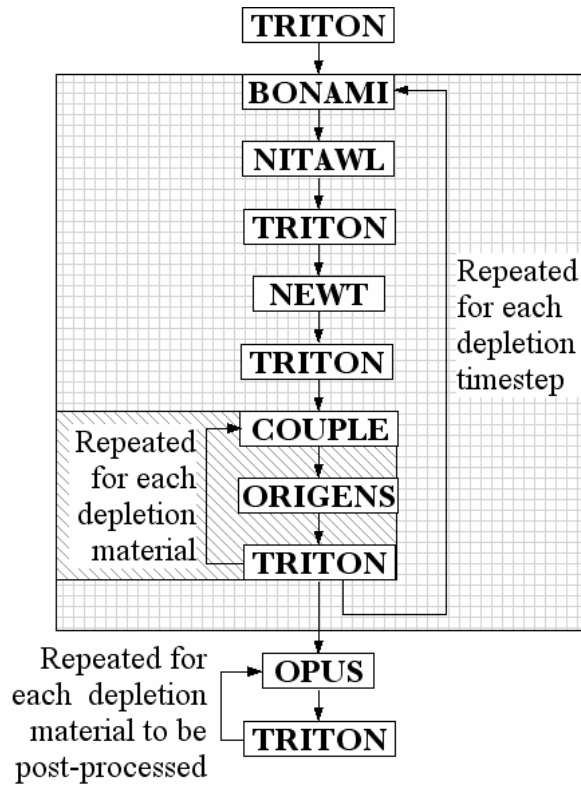 TRITON
BONAMI
NITAWL
TRITON
NEWT
TRITON
Repeated
for each
depletion
timestep
COUPLE
ORIGENS
TRITON
Repeated
for each
depletion
material
OPUS
TRITON
Repeated for
each depletion
material to be
post-processed